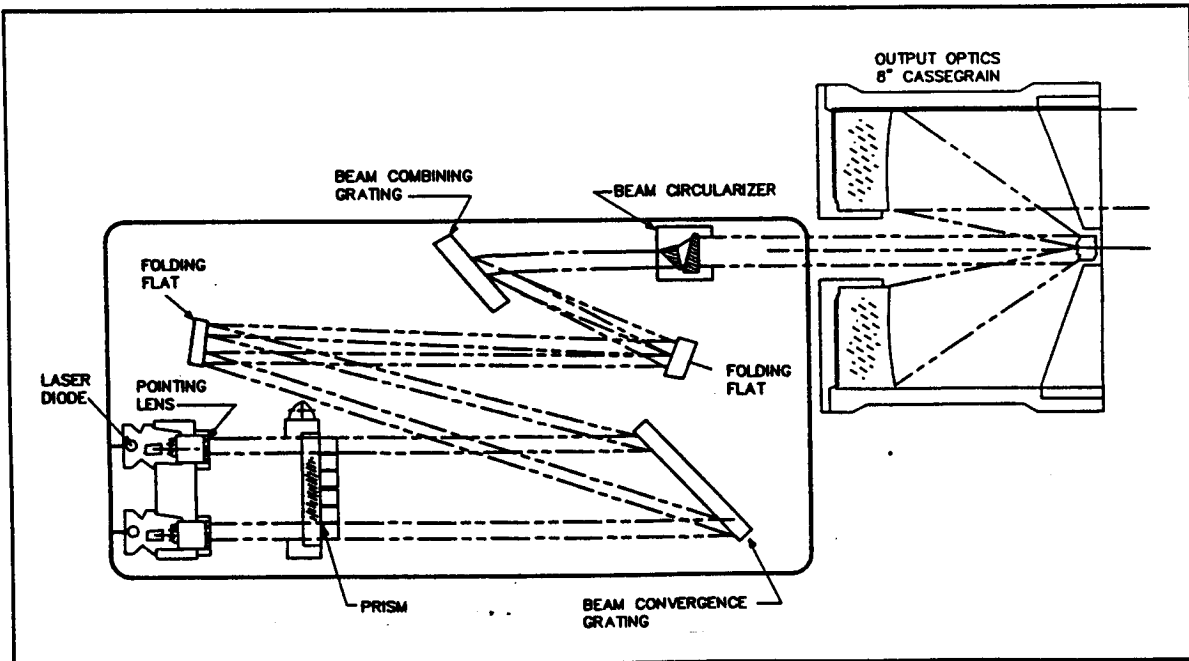 OUTPUT OPTICS
8" CASSEGRAIN
BEAM COMBINING
GRATING
BEAM CIRCULARIZER
FOLDING
FLAT
FOLDING
FLAT
LASER
DIODE
POINTING
LENS
PRISM
BEAM CONVERGENCE
GRATING